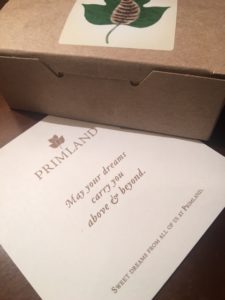 PRIMLAND
May your dreams
carry you
above & beyond.
Sweet dreams from all of us at Primland.